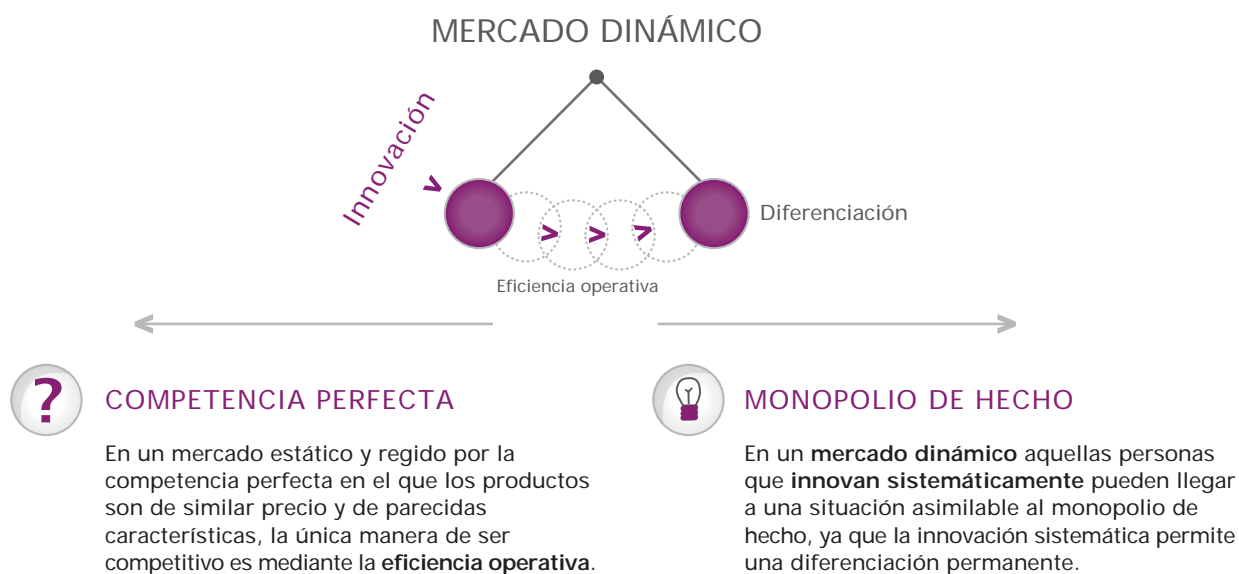 MERCADO DINÁMICO
Innovación
Diferenciación
Eficiencia operativa
?
COMPETENCIA PERFECTA
En un mercado estático y regido por la
competencia perfecta en el que los productos
son de similar precio y de parecidas
características, la única manera de ser
competitivo es mediante la eficiencia operativa.
MONOPOLIO DE HECHO
En un mercado dinámico aquellas personas
que innovan sistemáticamente pueden llegar
a una situación asimilable al monopolio de
hecho, ya que la innovación sistemática permite
una diferenciación permanente.